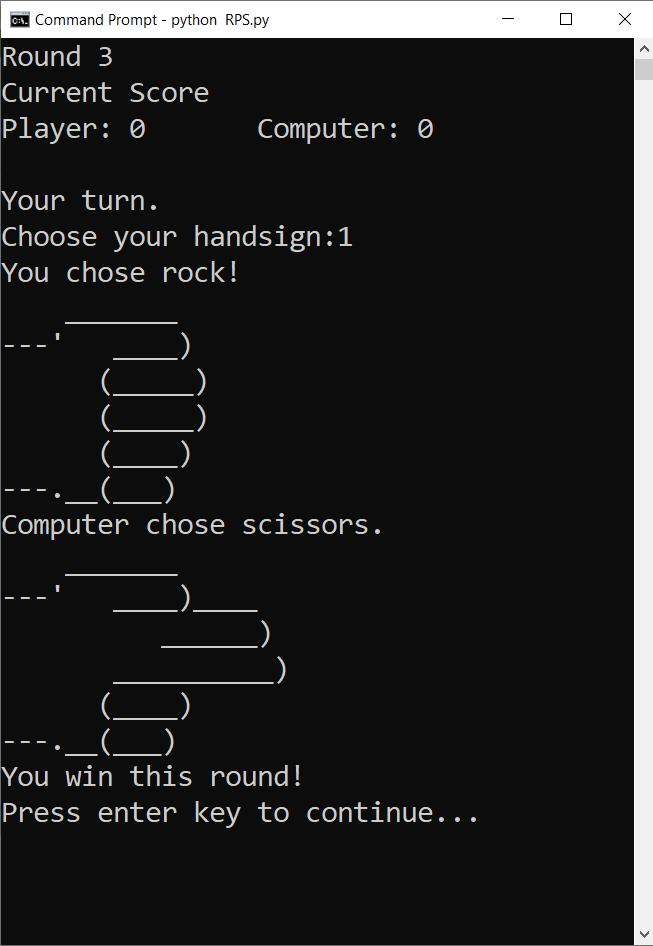 Command Prompt - python  RPS.py
Round 3
Current Score
Player: 0       Computer: 0

Your turn.
Choose your handsign:1
You chose rock!
    _______
---'   ____)
      (_____)
      (_____)
      (____)
---.__(___)
Computer chose scissors.
    _______
---'   ____)____
          ______)
       __________)
      (____)
---.__(___)
You win this round!
Press enter key to continue...